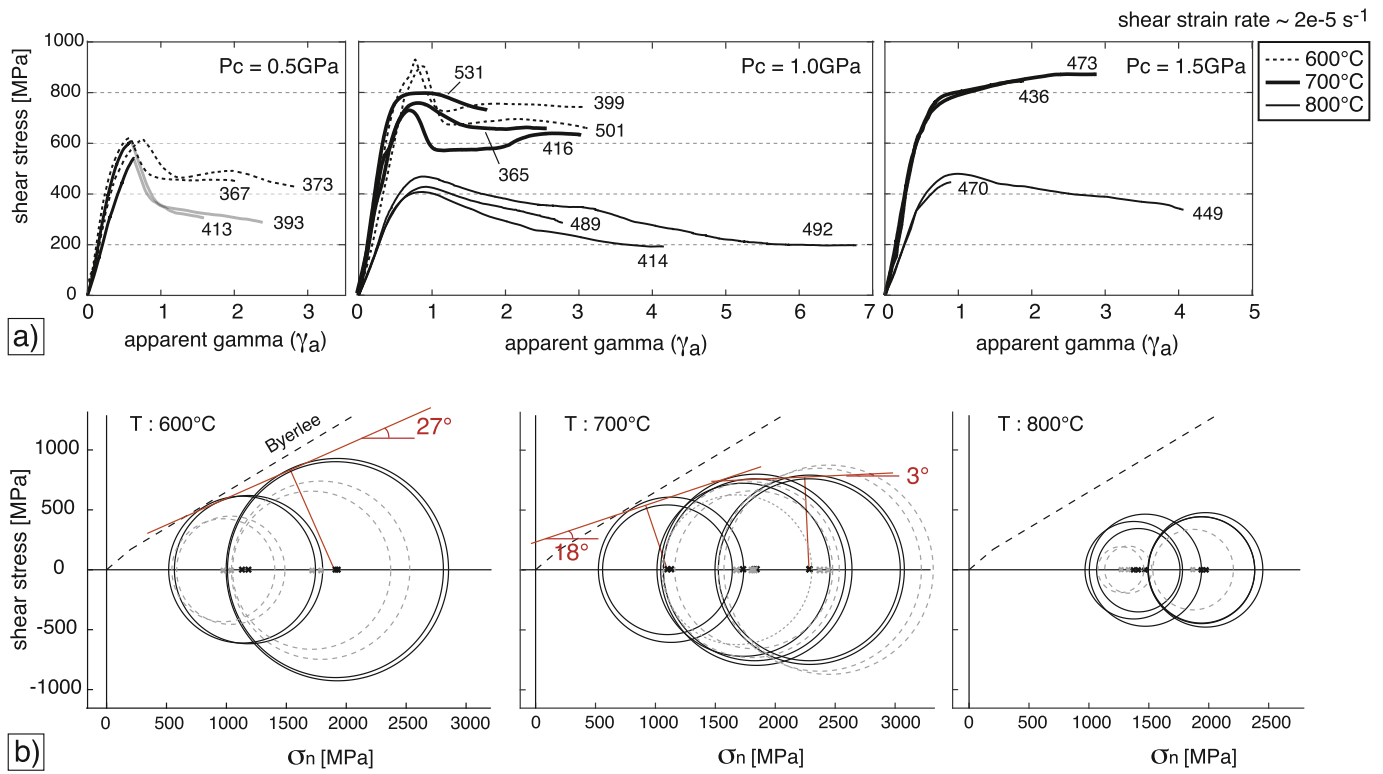 shear strain rate ~ 2e-5 s-1
a)
shear stress [MPa]
1000
800
600
400
200
0
Pc = 0.5GPa
373
367
393
413
0 1 2 3
apparent gamma (γa)
Pc = 1.0GPa
531
399
501
416
365
489
492
414
0 1 2 3 4 5 6 7
apparent gamma (γa)
Pc = 1.5GPa
473
436
470
449
0 1 2 3 4 5
apparent gamma (γa)
600°C
700°C
800°C
b)
shear stress [MPa]
1000
500
0
-500
-1000
T : 600°C
Byerlee
27°
0 500 1000 1500 2000 2500 3000
σn [MPa]
T : 700°C
3°
18°
0 500 1000 1500 2000 2500 3000
σn [MPa]
T : 800°C
0 500 1000 1500 2000 2500
σn [MPa]